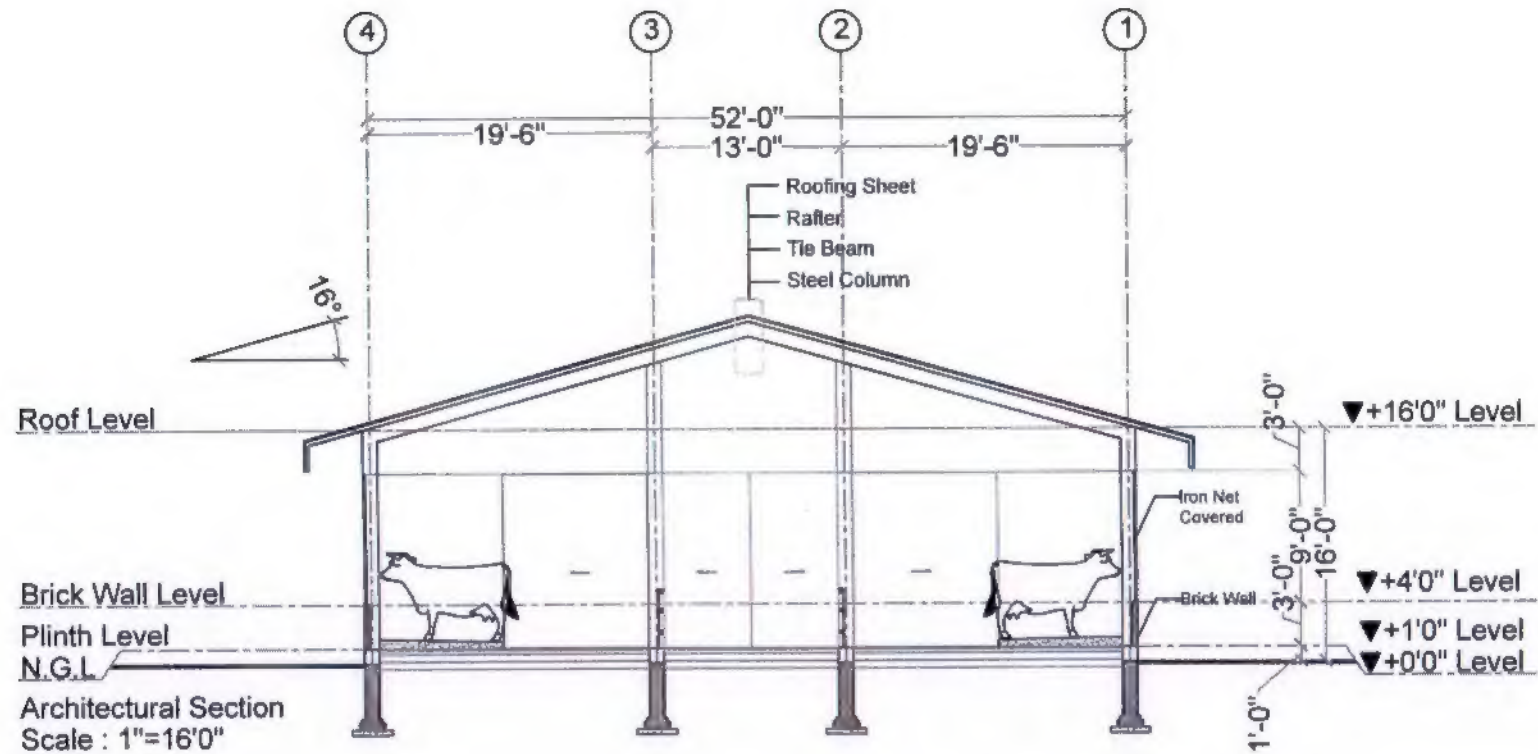 4 3 2 1
52'-0"
19'-6" 13'-0" 19'-6"
Roofing Sheet
Rafter
Tie Beam
Steel Column
16°
Roof Level
3'-0"
▼+16'0" Level
Iron Net
Covered
9'-0"
16'-0"
Brick Wall Level
Brick Wall
3'-0"
▼+4'0" Level
Plinth Level
▼+1'0" Level
N.G.L
▼+0'0" Level
1'-0"
Architectural Section
Scale : 1"=16'0"